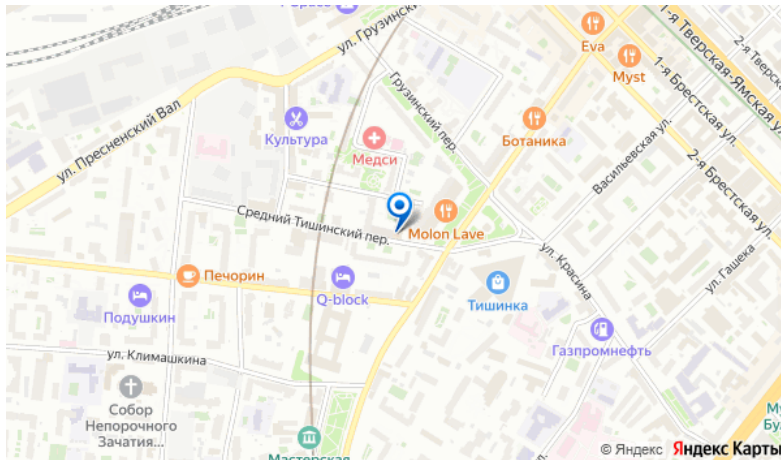 ул. Грузинский
1-я Тверская-Ямская ул.
2-я Тверская
Eva
Myst
1-я Брестская ул.
ул. Пресненский Вал
Грузинский пер.
Культура
Медси
Ботаника
Васильевская ул.
2-я Брестская ул.
Средний Тишинский пер.
Molon Lave
ул. Красина
ул. Гашека
Печорин
Q-block
Тишинка
Подушкин
Газпромнефть
ул. Климашкина
Собор
Непорочного
Зачатия...
Мастерская
© Яндекс Яндекс Карты